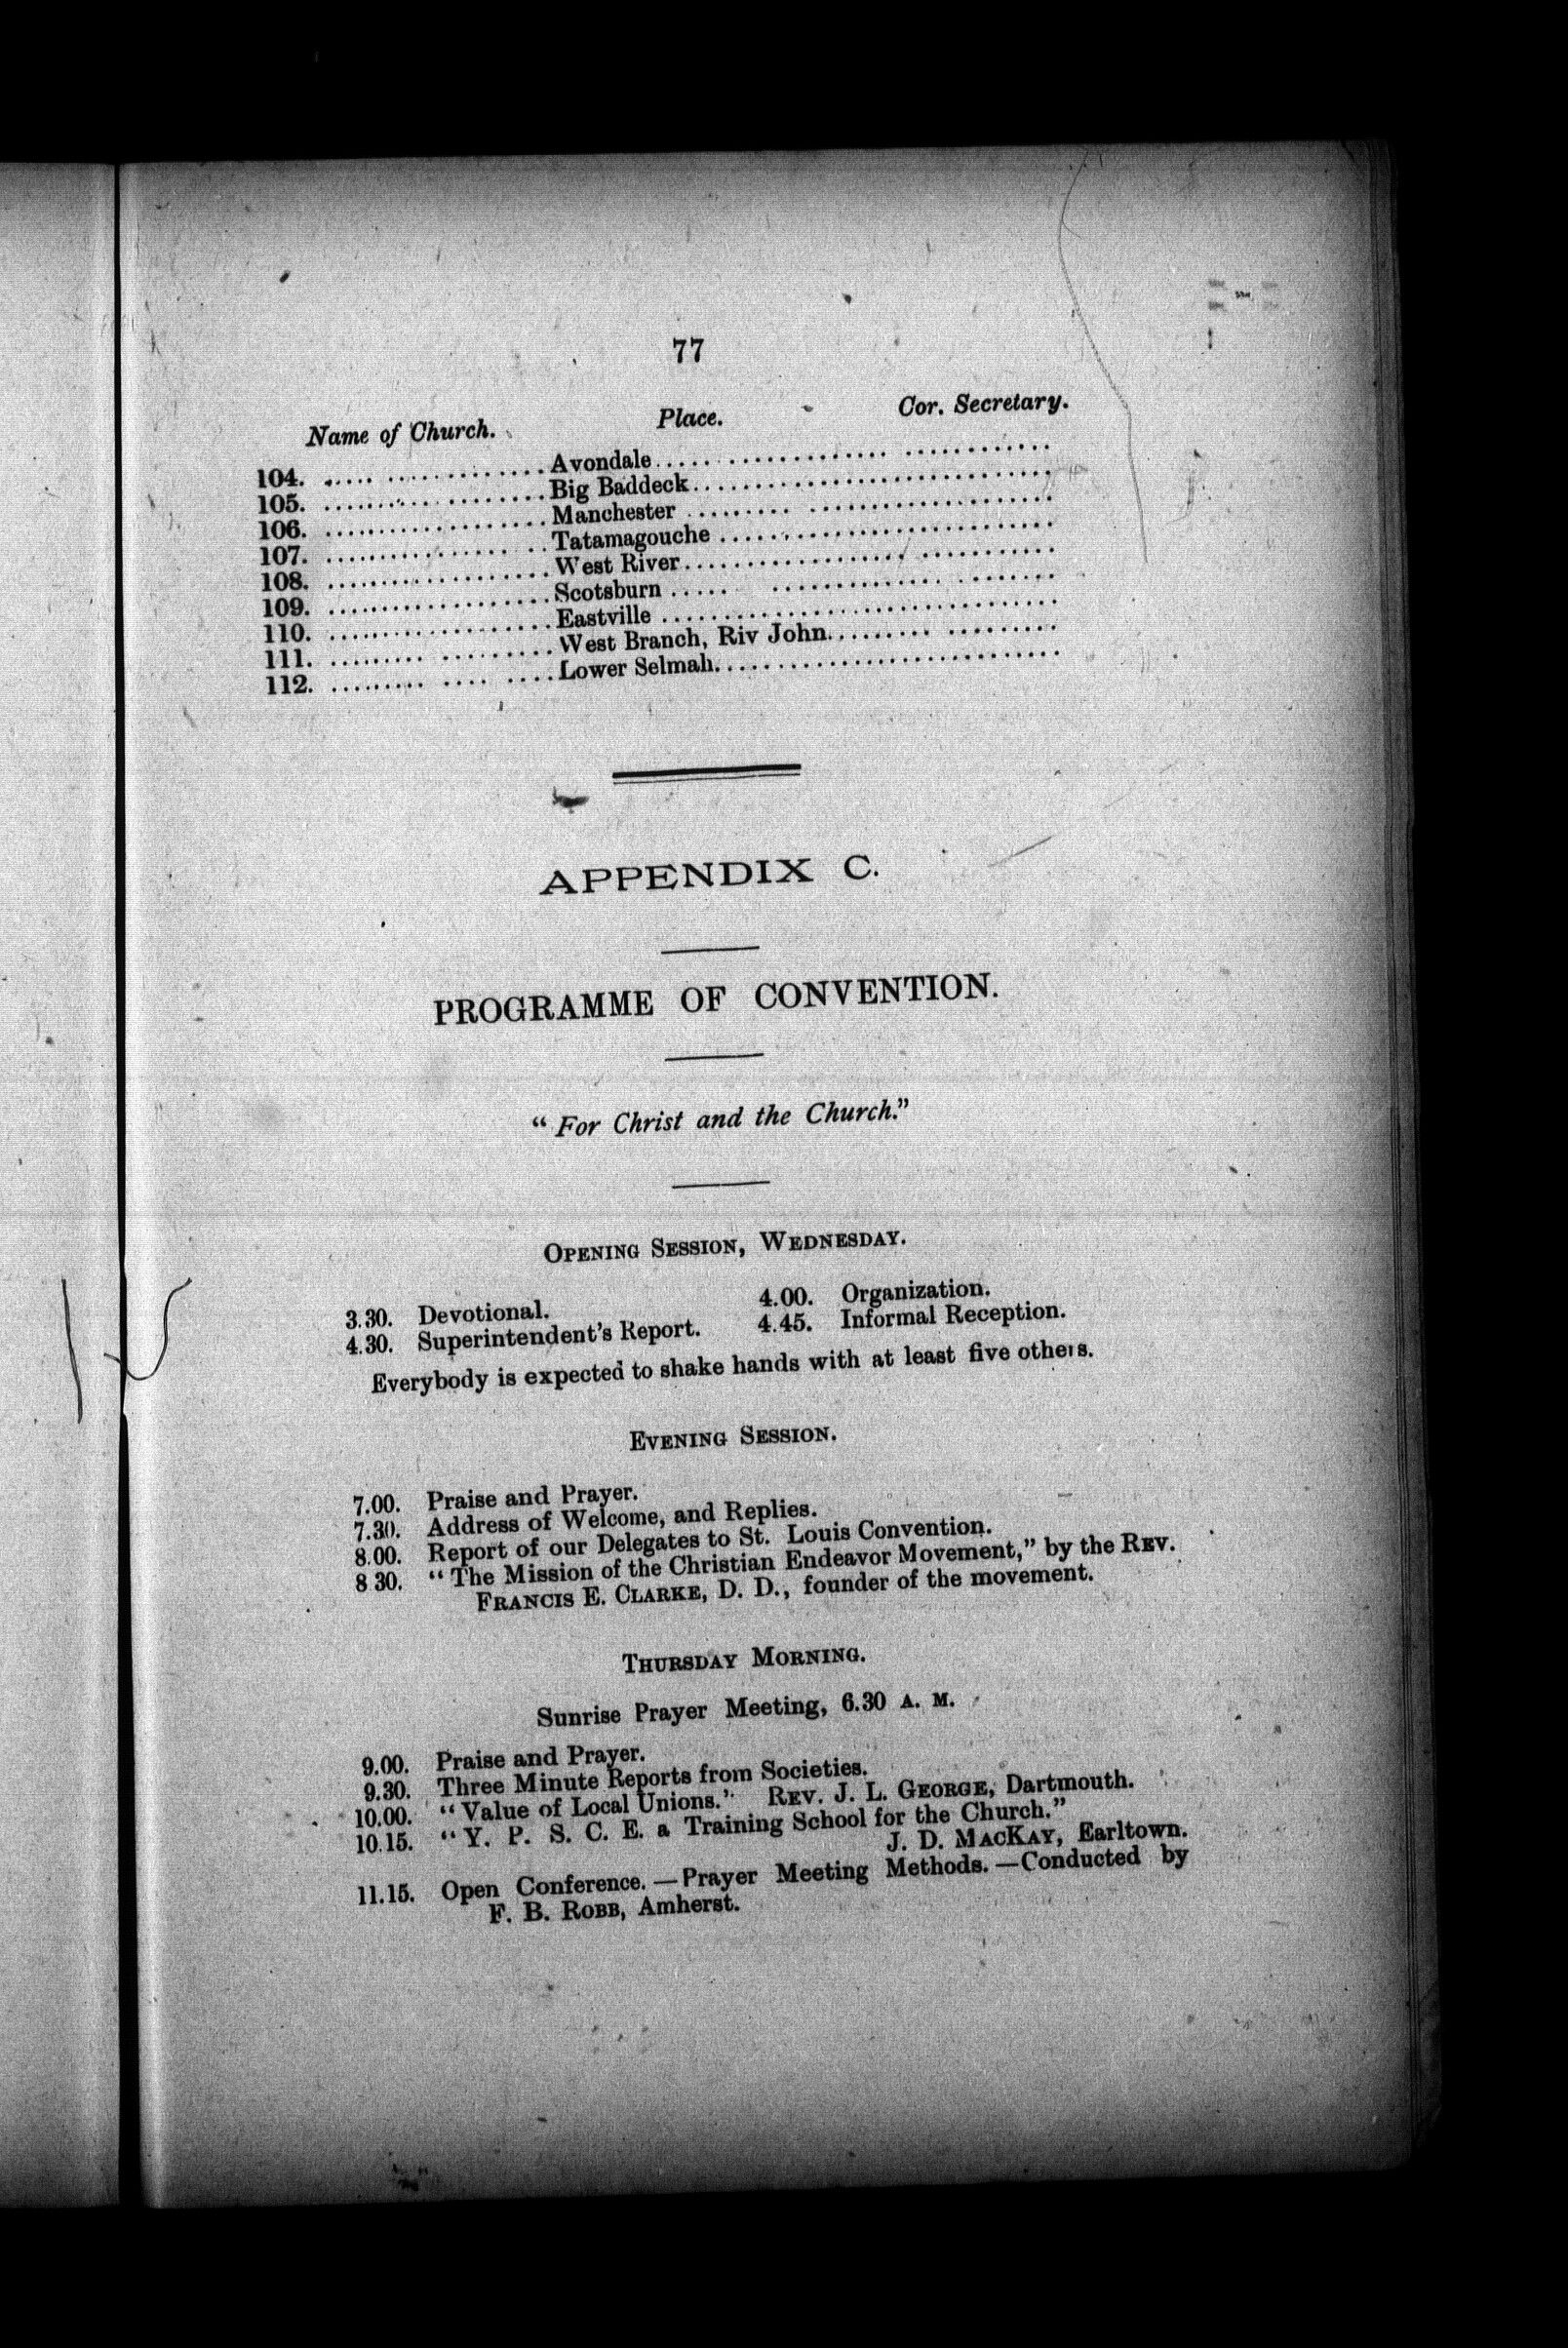 77
Name of Church. Place. Cor. Secretary.
104. .................... Avondale....................................
105. .................... Big Baddeck....................................
106. .................... Manchester ....................................
107. .................... Tatamagouche ....................................
108. .................... West River....................................
109. .................... Scotsburn ....................................
110. .................... Eastville ....................................
111. .................... West Branch, Riv John....................
112. .................... Lower Selmah..............................
APPENDIX C.
PROGRAMME OF CONVENTION.
"For Christ and the Church."
OPENING SESSION, WEDNESDAY.
3.30. Devotional. 4.00. Organization.
4.30. Superintendent's Report. 4.45. Informal Reception.
Everybody is expected to shake hands with at least five others.
EVENING SESSION.
7.00. Praise and Prayer.
7.30. Address of Welcome, and Replies.
8.00. Report of our Delegates to St. Louis Convention.
8 30. "The Mission of the Christian Endeavor Movement," by the REV.
FRANCIS E. CLARKE, D. D., founder of the movement.
THURSDAY MORNING.
Sunrise Prayer Meeting, 6.30 A. M.
9.00. Praise and Prayer.
9.30. Three Minute Reports from Societies.
10.00. "Value of Local Unions." REV. J. L. GEORGE, Dartmouth.
10.15. "Y. P. S. C. E. a Training School for the Church."
J. D. MACKAY, Earltown.
11.15. Open Conference.—Prayer Meeting Methods.—Conducted by
F. B. ROBB, Amherst.